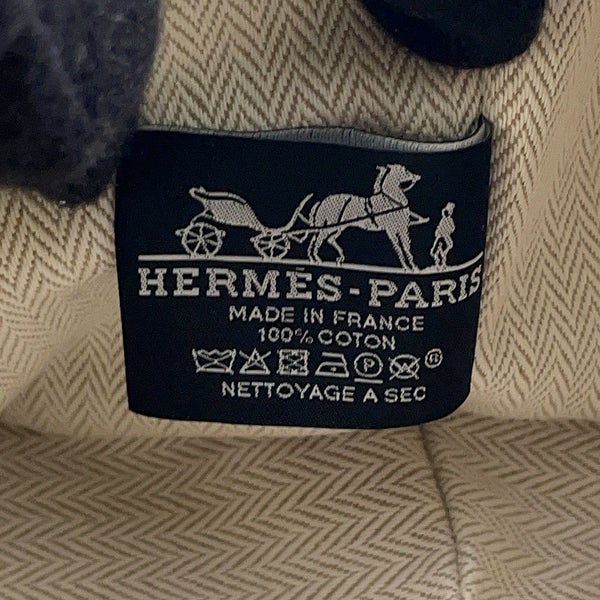 HERMÈS-PARIS
MADE IN FRANCE
100% COTON
P W R
NETTOYAGE A SEC